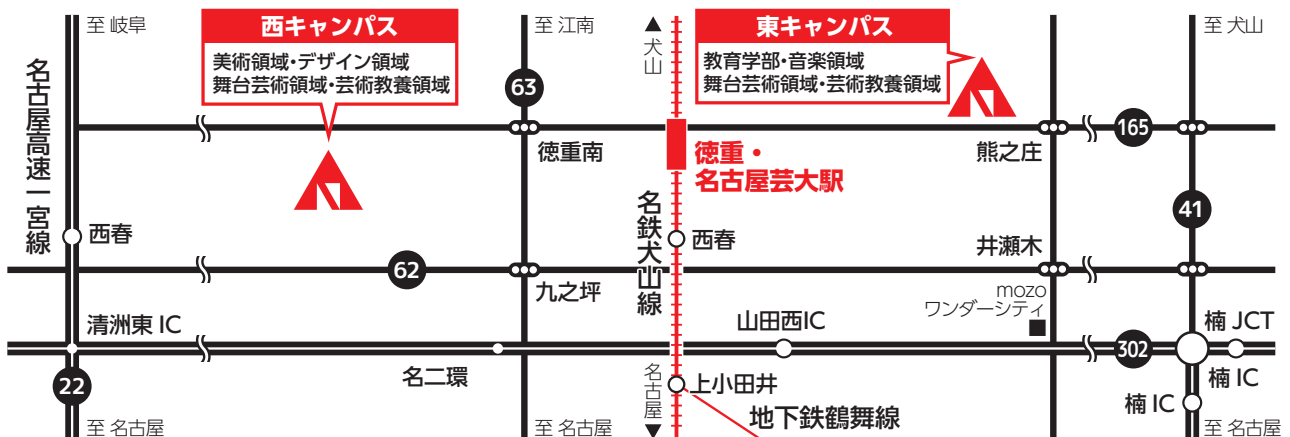 至 岐阜
西キャンパス
美術領域・デザイン領域
舞台芸術領域・芸術教養領域
至 江南
▲
犬山
東キャンパス
教育学部・音楽領域
舞台芸術領域・芸術教養領域
至 犬山
名古屋高速一宮線
63
165
徳重南
徳重・
名古屋芸大駅
熊之庄
41
西春
名鉄犬山線
西春
井瀬木
62
九之坪
mozo
ワンダーシティ
清洲東 IC
山田西IC
楠 JCT
302
名二環
楠 IC
22
名古屋
▼
上小田井
地下鉄鶴舞線
楠 IC
至 名古屋
至 名古屋
至 名古屋